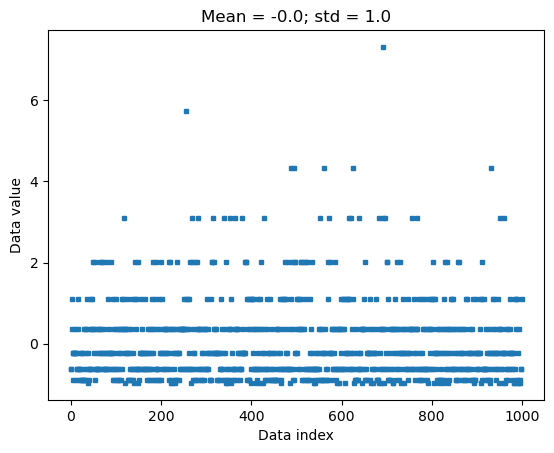 Mean = -0.0; std = 1.0
Data value
6
4
2
0
0 200 400 600 800 1000
Data index